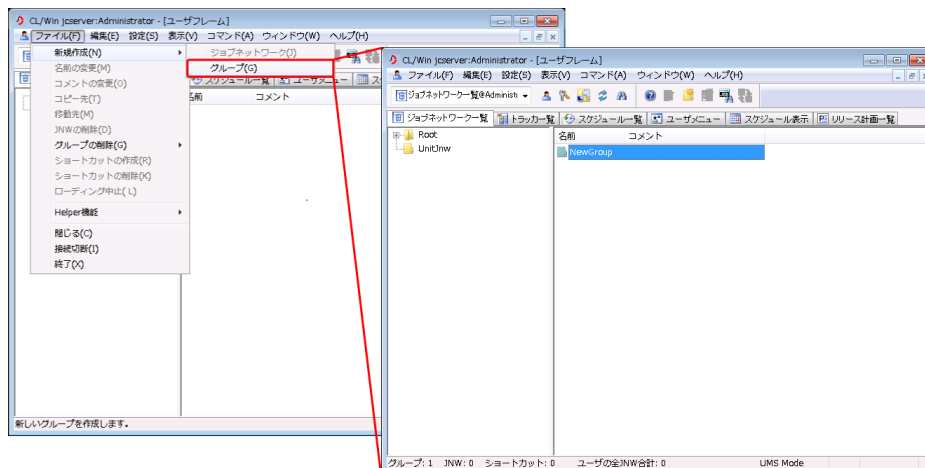 CL/Win jcserver:Administrator - [ユーザフレーム]
ファイル(F) 編集(E) 設定(S) 表示(V) コマンド(A) ウィンドウ(W) ヘルプ(H)
新規作成(N)
名前の変更(M)
コメントの変更(O)
コピー先(T)
移動先(M)
JNWの削除(D)
グループの削除(G)
ショートカットの作成(R)
ショートカットの削除(K)
ローディング中止(L)
Helper機能
閉じる(C)
接続切断(I)
終了(X)
ジョブネットワーク(J)
グループ(G)
スケジュール一覧 ユーザメニュー ス
名前 コメント
新しいグループを作成します。
CL/Win jcserver:Administrator - [ユーザフレーム]
ファイル(F) 編集(E) 設定(S) 表示(V) コマンド(A) ウィンドウ(W) ヘルプ(H)
ジョブネットワーク一覧@Administr
ジョブネットワーク一覧 トラッカ一覧 スケジュール一覧 ユーザメニュー スケジュール表示 リリース計画一覧
Root
UnitJnw
名前 コメント
NewGroup
グループ: 1 JNW: 0 ショートカット: 0 ユーザの全JNW合計: 0 UMS Mode